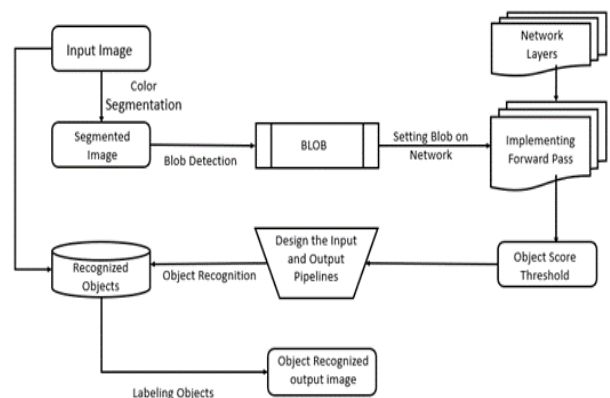 Input Image
Network
Layers
Color
Segmentation
Segmented
Image
Blob Detection
BLOB
Setting Blob on
Network
Implementing
Forward Pass
Recognized
Objects
Object Recognition
Design the Input
and Output
Pipelines
Object Score
Threshold
Labeling Objects
Object Recognized
output image